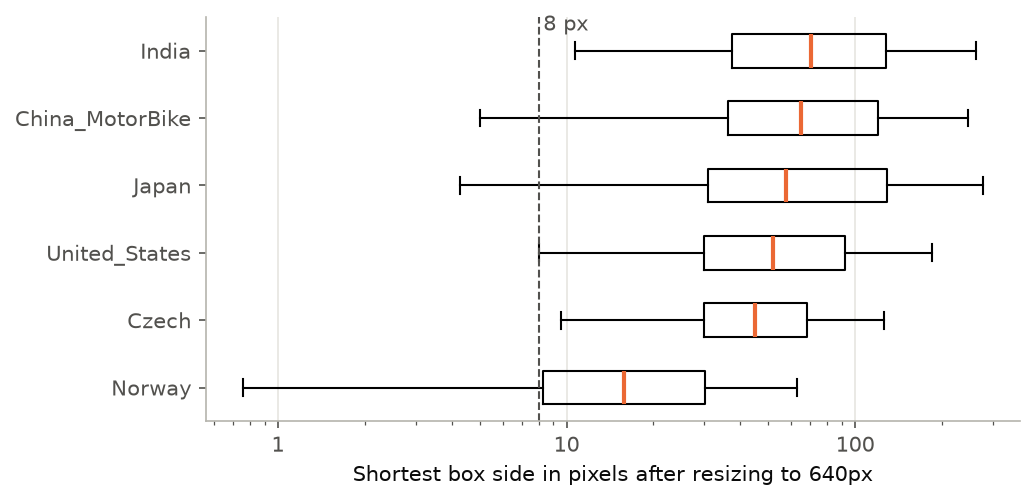 8 px
India
China_MotorBike
Japan
United_States
Czech
Norway
1 10 100
Shortest box side in pixels after resizing to 640px